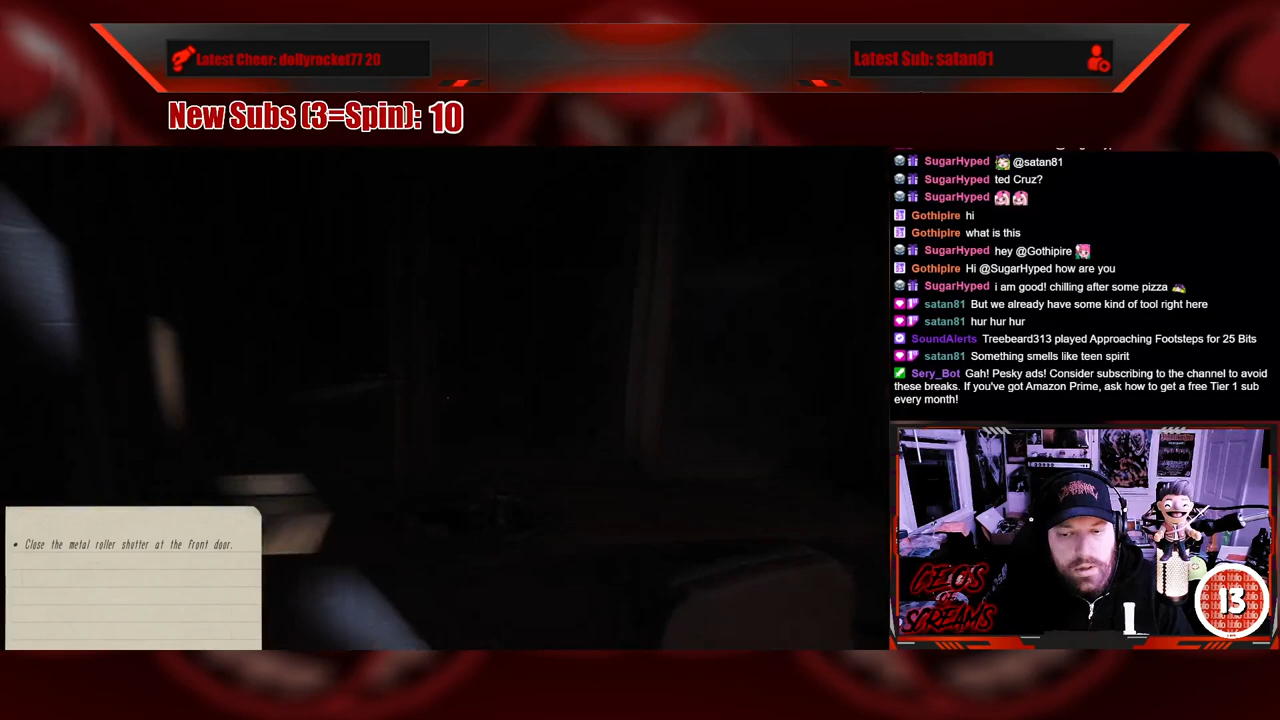 Latest Cheer: dollyrocket77 20
Latest Sub: satan81
New Subs (3=Spin): 10
SugarHyped @satan81
SugarHyped ted Cruz?
SugarHyped
Gothipire hi
Gothipire what is this
SugarHyped hey @Gothipire
Gothipire Hi @SugarHyped how are you
SugarHyped i am good! chilling after some pizza
satan81 But we already have some kind of tool right here
satan81 hur hur hur
SoundAlerts Treebeard313 played Approaching Footsteps for 25 Bits
satan81 Something smells like teen spirit
Sery_Bot Gah! Pesky ads! Consider subscribing to the channel to avoid
these breaks. If you've got Amazon Prime, ask how to get a free Tier 1 sub
every month!
• Close the metal roller shutter at the front door.
SCREAMS
13